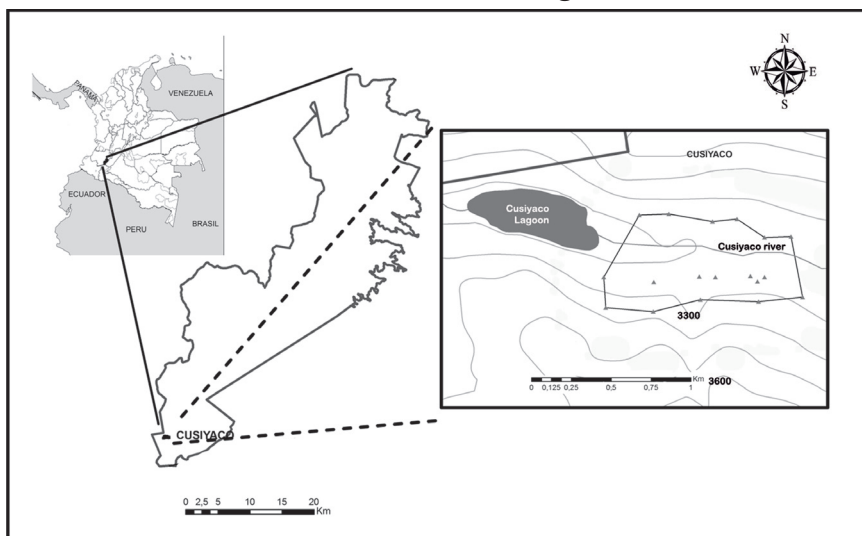 N
W E
S
PANAMA
VENEZUELA
ECUADOR
PERU
BRASIL
CUSIYACO
Cusiyaco
Lagoon
Cusiyaco river
3300
3600
Km
0 0,125 0,25 0,5 0,75 1
CUSIYACO
0 2,5 5 10 15 20
Km